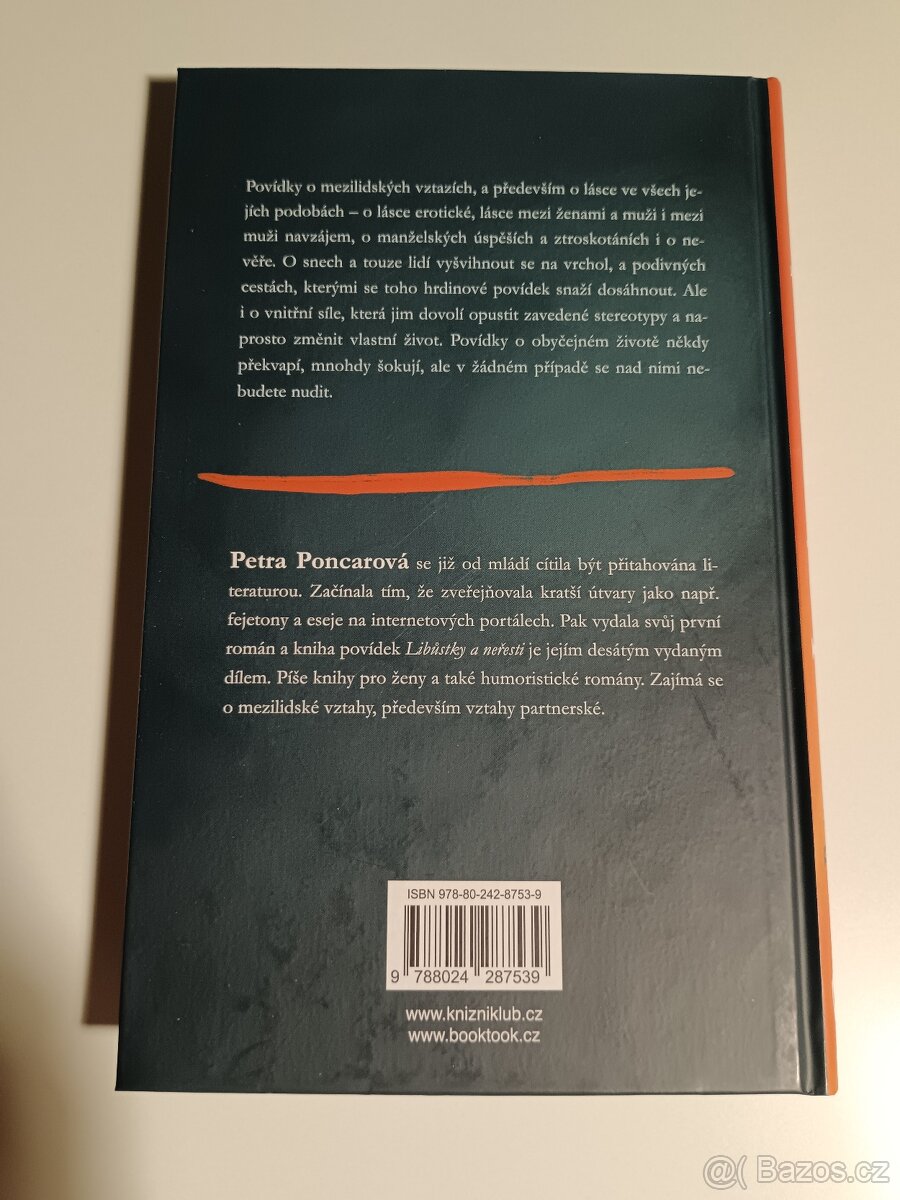 Povídky o mezilidských vztazích, a především o lásce ve všech je-
jích podobách – o lásce erotické, lásce mezi ženami a muži i mezi
muži navzájem, o manželských úspěších a ztroskotáních i o ne-
věře. O snech a touze lidí vyšvihnout se na vrchol, a podivných
cestách, kterými se toho hrdinové povídek snaží dosáhnout. Ale
i o vnitřní síle, která jim dovolí opustit zavedené stereotypy a na-
prosto změnit vlastní život. Povídky o obyčejném životě někdy
překvapí, mnohdy šokují, ale v žádném případě se nad nimi ne-
budete nudit.
Petra Poncarová se již od mládí cítila být přitahována li-
teraturou. Začínala tím, že zveřejňovala kratší útvary jako např.
fejetony a eseje na internetových portálech. Pak vydala svůj první
román a kniha povídek Libůstky a neřesti je jejím desátým vydaným
dílem. Píše knihy pro ženy a také humoristické romány. Zajímá se
o mezilidské vztahy, především vztahy partnerské.
ISBN 978-80-242-8753-9
9 788024 287539
www.knizniklub.cz
www.booktook.cz
@( Bazos.cz